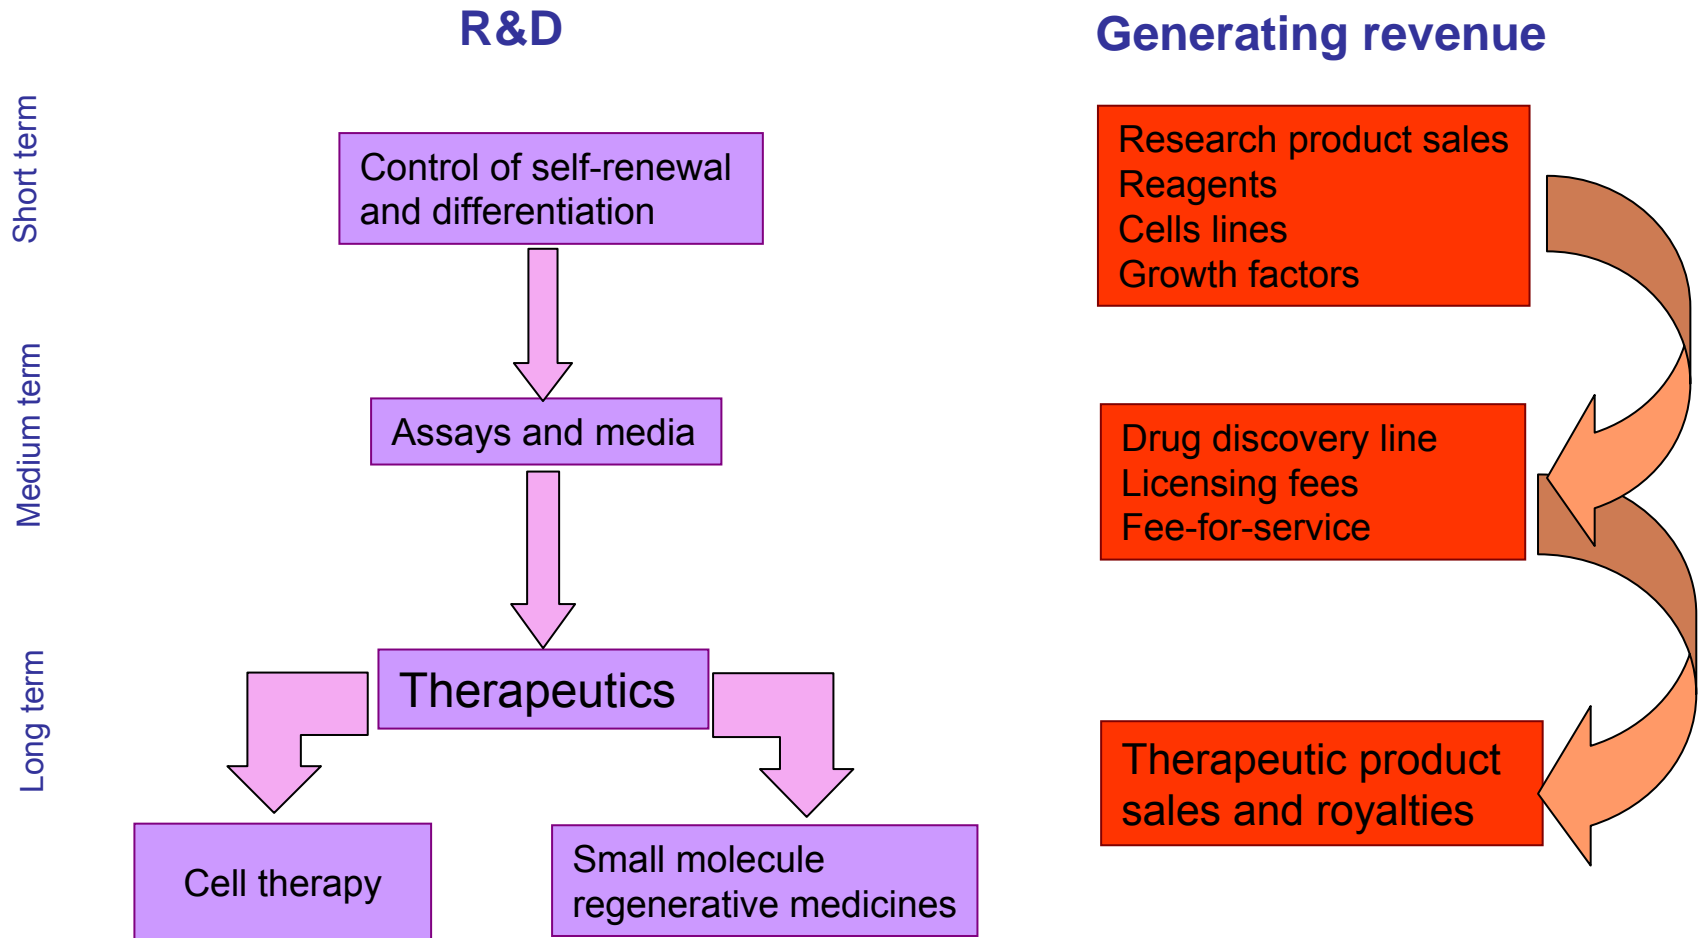 R&D
Generating revenue
Short term
Control of self-renewal
and differentiation
Research product sales
Reagents
Cells lines
Growth factors
Medium term
Assays and media
Drug discovery line
Licensing fees
Fee-for-service
Long term
Therapeutics
Therapeutic product
sales and royalties
Cell therapy
Small molecule
regenerative medicines